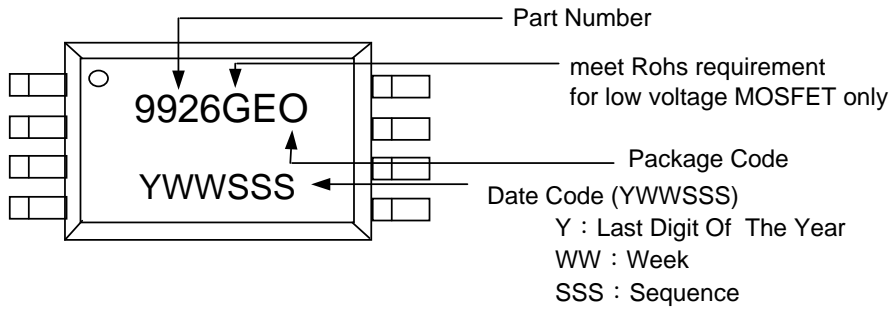 Part Number
meet Rohs requirement
for low voltage MOSFET only
9926GEO
Package Code
YWWSSS
Date Code (YWWSSS)
Y：Last Digit Of The Year
WW：Week
SSS：Sequence